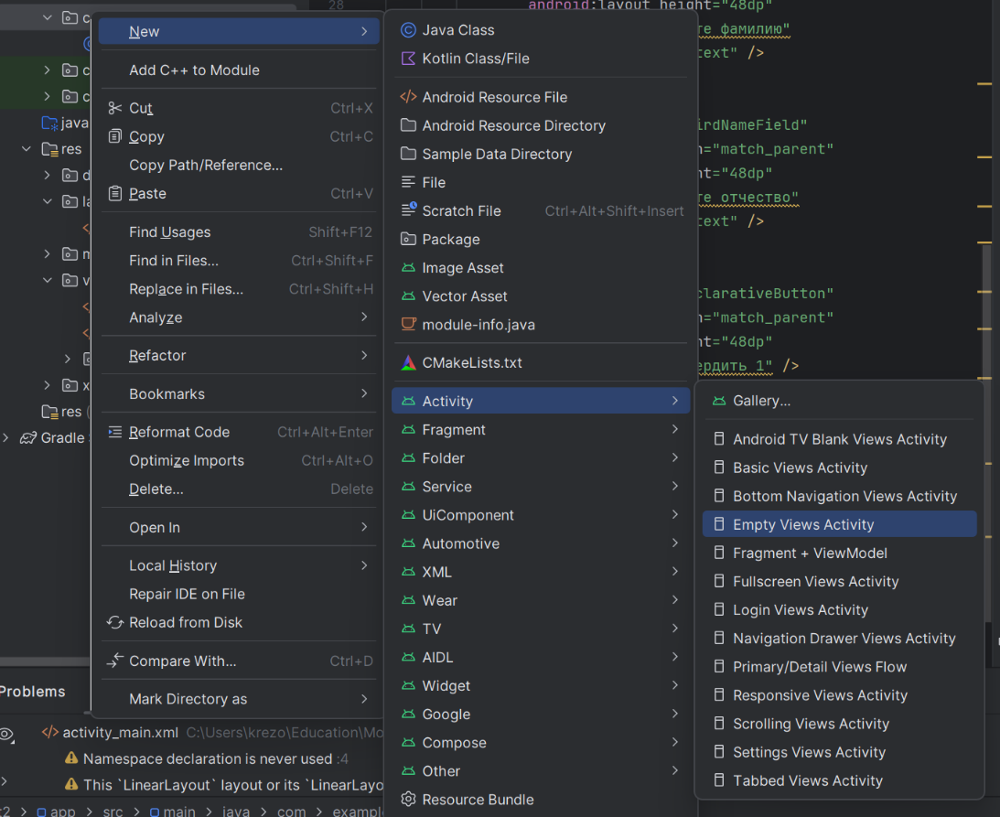 28
android:layout_height="48dp"
New
Java Class
те фамилию"
Kotlin Class/File
text" />
Add C++ to Module
Android Resource File
Cut Ctrl+X
java
Android Resource Directory
irdNameField"
Copy Ctrl+C
res
Sample Data Directory
="match_parent"
Copy Path/Reference...
File
ht="48dp"
Paste Ctrl+V
Scratch File Ctrl+Alt+Shift+Insert
те отчество"
text" />
Find Usages Shift+F12
Package
Find in Files... Ctrl+Shift+F
Image Asset
Replace in Files... Ctrl+Shift+H
Vector Asset
clarativeButton"
Analyze
module-info.java
="match_parent"
Refactor
CMakeLists.txt
ht="48dp"
ердить 1" />
Bookmarks
Activity
Gallery...
res (
Reformat Code Ctrl+Alt+Enter
Fragment
Android TV Blank Views Activity
Gradle
Optimize Imports Ctrl+Alt+O
Folder
Basic Views Activity
Delete... Delete
Service
Bottom Navigation Views Activity
Open In
UiComponent
Empty Views Activity
Local History
Automotive
Fragment + ViewModel
Repair IDE on File
XML
Fullscreen Views Activity
Reload from Disk
Wear
Login Views Activity
Compare With... Ctrl+D
TV
Navigation Drawer Views Activity
Mark Directory as
AIDL
Primary/Detail Views Flow
Problems
Widget
Responsive Views Activity
activity_main.xml C:\Users\krezo\Education\Mo
Google
Scrolling Views Activity
Namespace declaration is never used :4
Compose
Settings Views Activity
This `LinearLayout` layout or its `LinearLayo
Other
Tabbed Views Activity
t2 > app > src > main > java > com > example
Resource Bundle